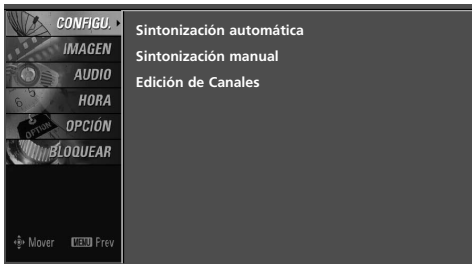 CONFIGU.
IMAGEN
AUDIO
HORA
OPCIÓN
BLOQUEAR
Mover MENU Prev
Sintonización automática
Sintonización manual
Edición de Canales